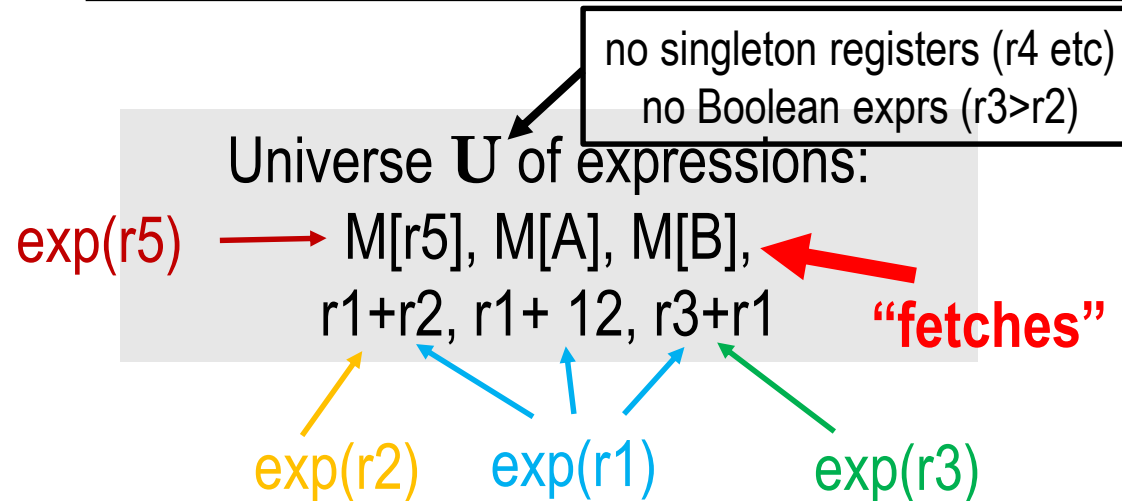 no singleton registers (r4 etc)
no Boolean exprs (r3>r2)
Universe U of expressions:
exp(r5)
M[r5], M[A], M[B],
r1+r2, r1+ 12, r3+r1
“fetches”
exp(r2)
exp(r1)
exp(r3)